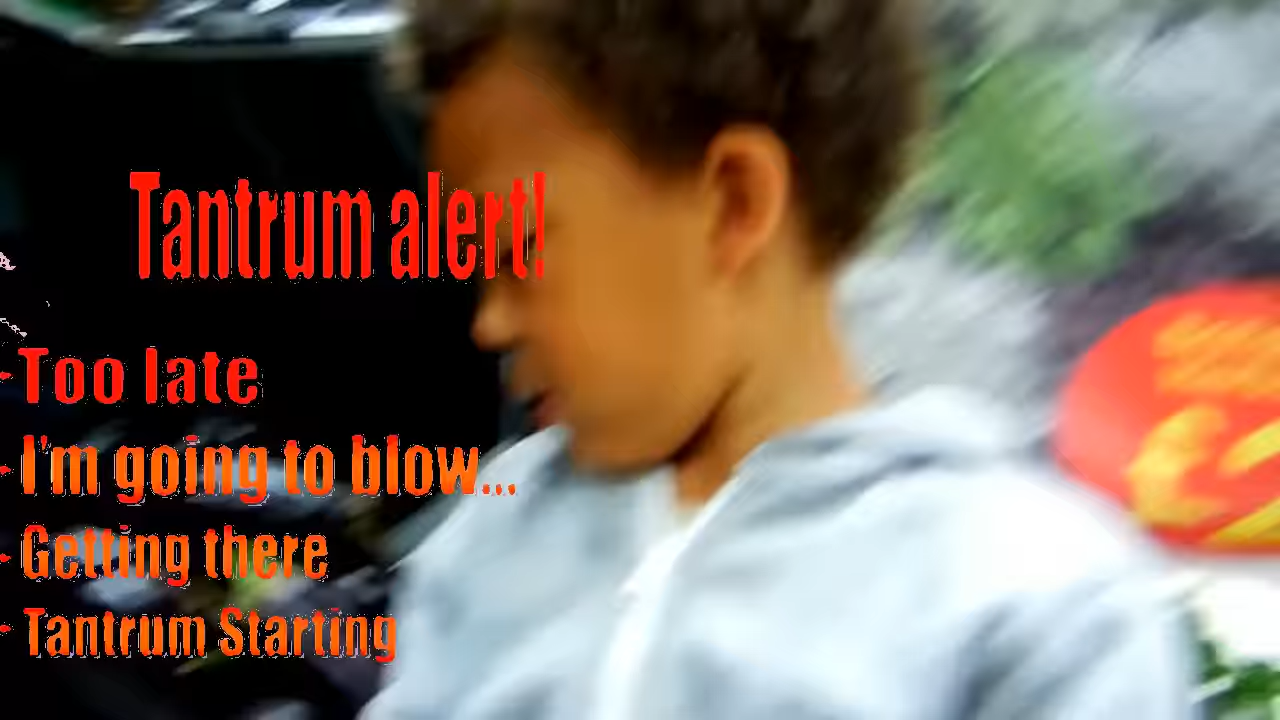 Tantrum alert!
-Too late
-I'm going to blow...
-Getting there
-Tantrum Starting